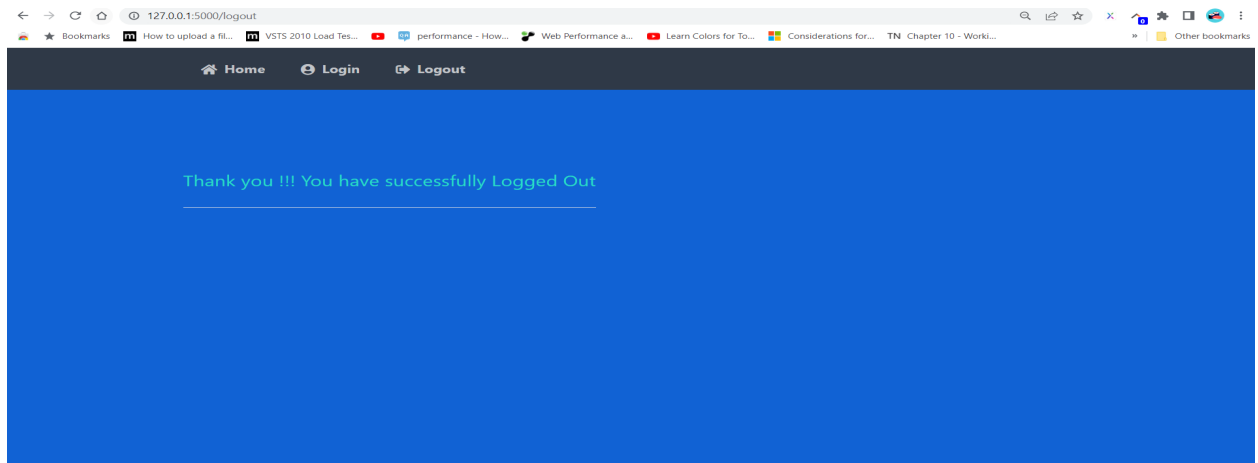 127.0.0.1:5000/logout
Bookmarks m How to upload a fil... m VSTS 2010 Load Tes... performance - How... Web Performance a... Learn Colors for To... Considerations for... TN Chapter 10 - Worki... » Other bookmarks
Home Login Logout
Thank you !!! You have successfully Logged Out